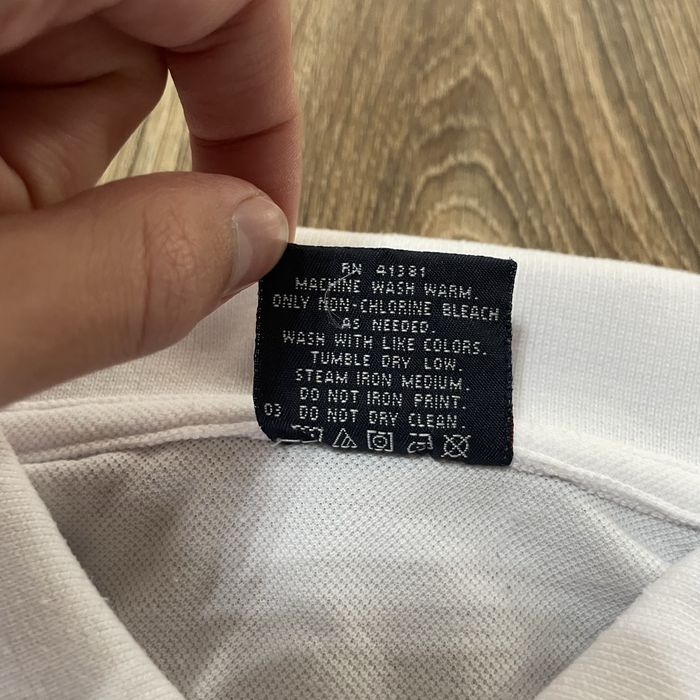 RN 41381
MACHINE WASH WARM.
ONLY NON-CHLORINE BLEACH
AS NEEDED.
WASH WITH LIKE COLORS.
TUMBLE DRY LOW.
STEAM IRON MEDIUM.
DO NOT IRON PRINT.
03 DO NOT DRY CLEAN.